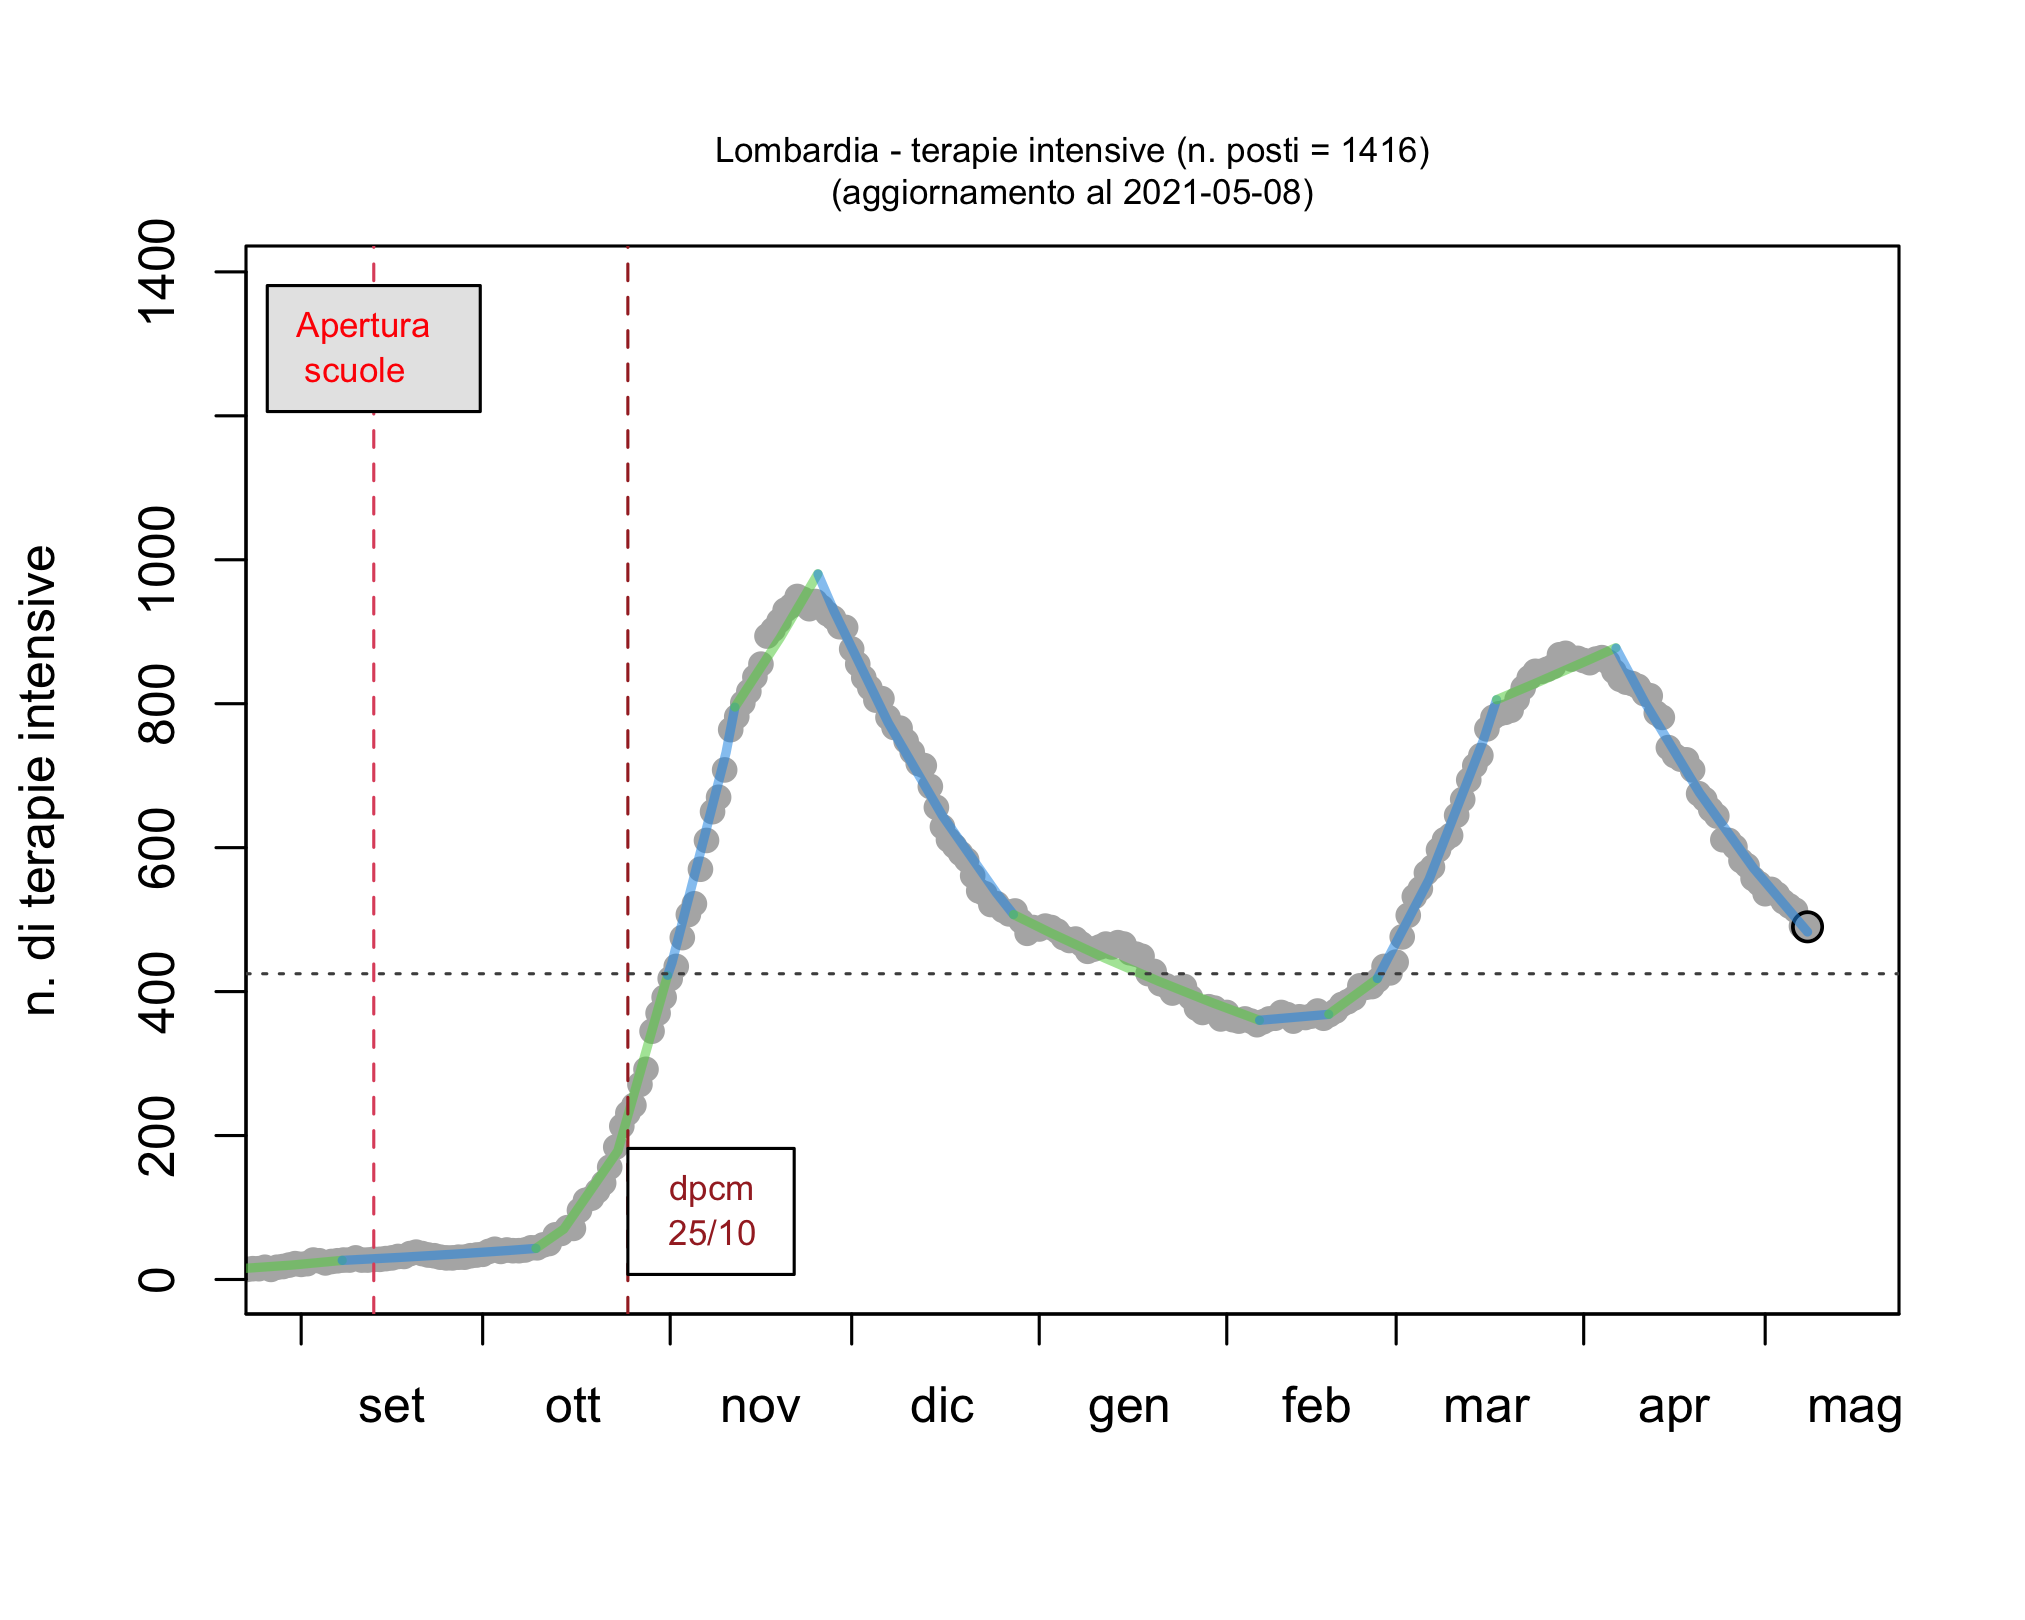 Lombardia - terapie intensive (n. posti = 1416)
(aggiornamento al 2021-05-08)
n. di terapie intensive
1400
1000
800
600
400
200
0
Apertura
scuole
dpcm
25/10
set ott nov dic gen feb mar apr mag